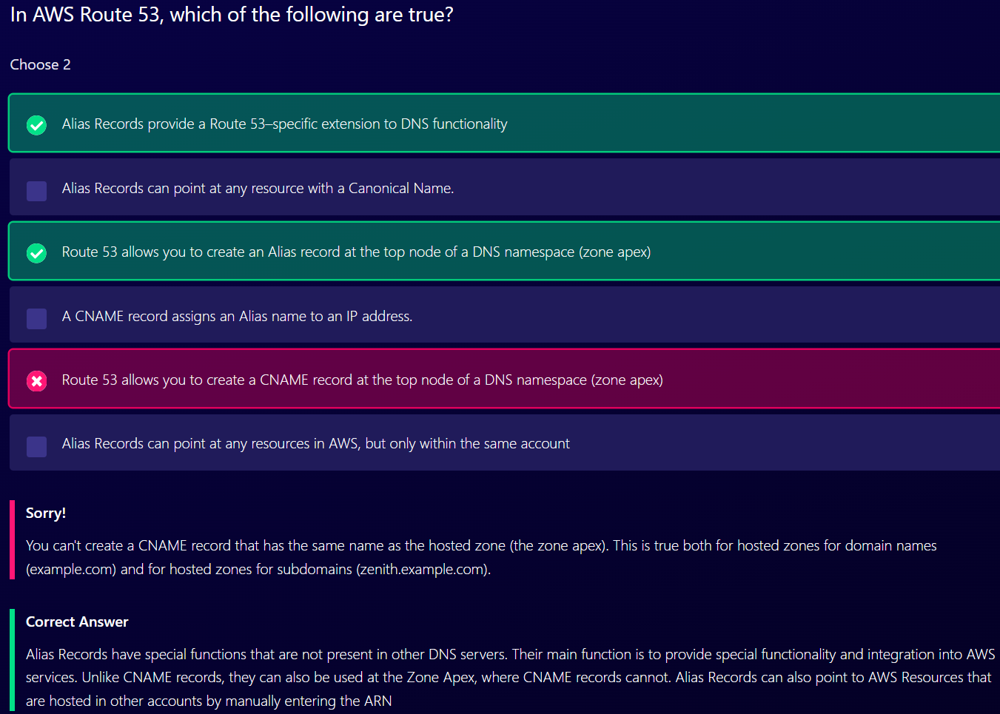 In AWS Route 53, which of the following are true?
Choose 2
Alias Records provide a Route 53–specific extension to DNS functionality
Alias Records can point at any resource with a Canonical Name.
Route 53 allows you to create an Alias record at the top node of a DNS namespace (zone apex)
A CNAME record assigns an Alias name to an IP address.
Route 53 allows you to create a CNAME record at the top node of a DNS namespace (zone apex)
Alias Records can point at any resources in AWS, but only within the same account
Sorry!
You can't create a CNAME record that has the same name as the hosted zone (the zone apex). This is true both for hosted zones for domain names
(example.com) and for hosted zones for subdomains (zenith.example.com).
Correct Answer
Alias Records have special functions that are not present in other DNS servers. Their main function is to provide special functionality and integration into AWS
services. Unlike CNAME records, they can also be used at the Zone Apex, where CNAME records cannot. Alias Records can also point to AWS Resources that
are hosted in other accounts by manually entering the ARN